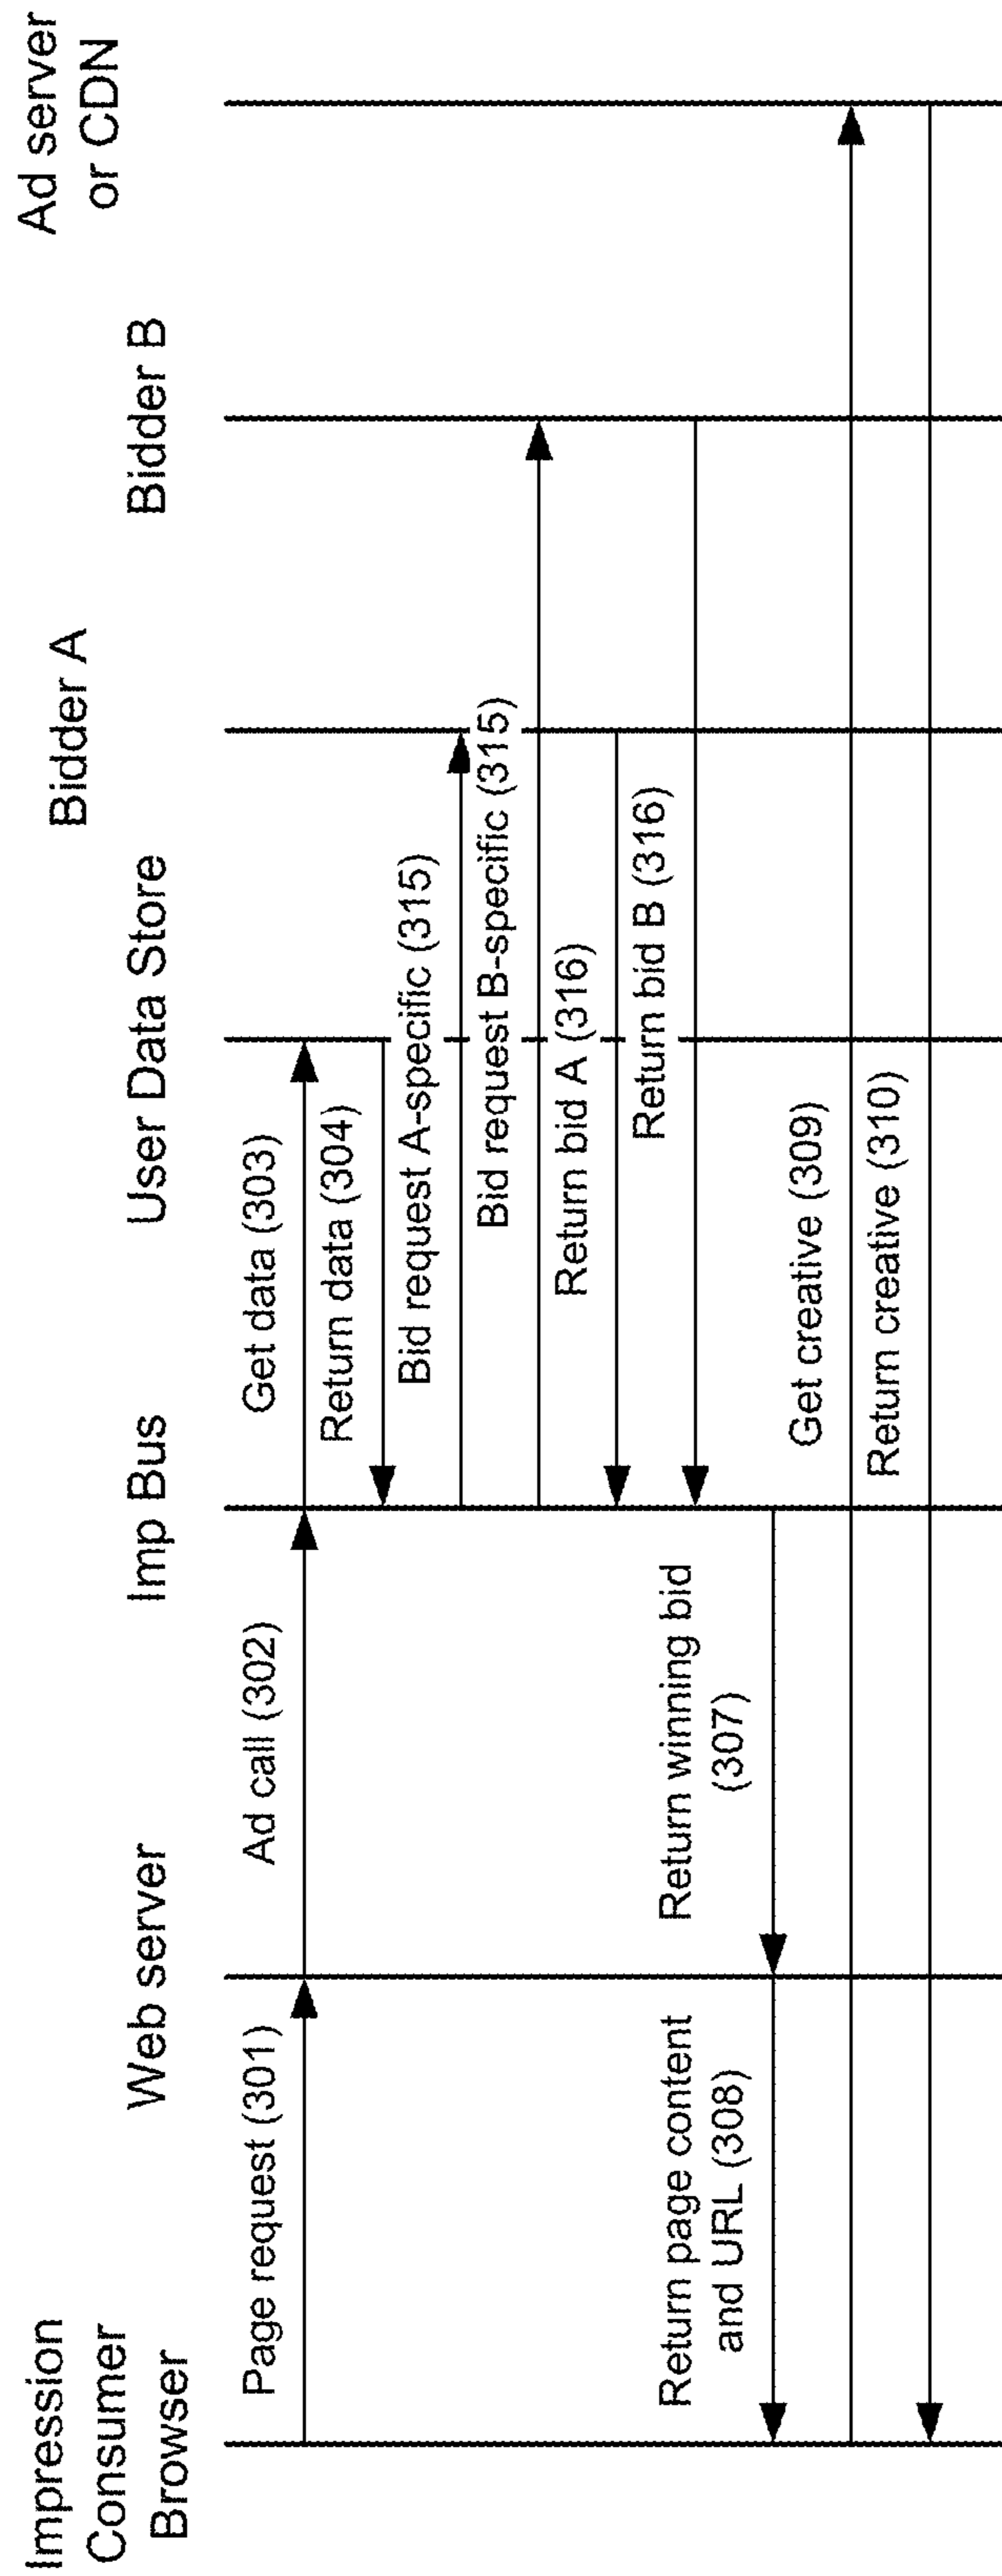 Impression
Consumer
Browser
Web server
Imp Bus
User Data Store
Bidder A
Bidder B
Ad server
or CDN
Page request (301)
Ad call (302)
Get data (303)
Return data (304)
Bid request A-specific (315)
Bid request B-specific (315)
Return bid A (316)
Return bid B (316)
Return winning bid
(307)
Return page content
and URL (308)
Get creative (309)
Return creative (310)